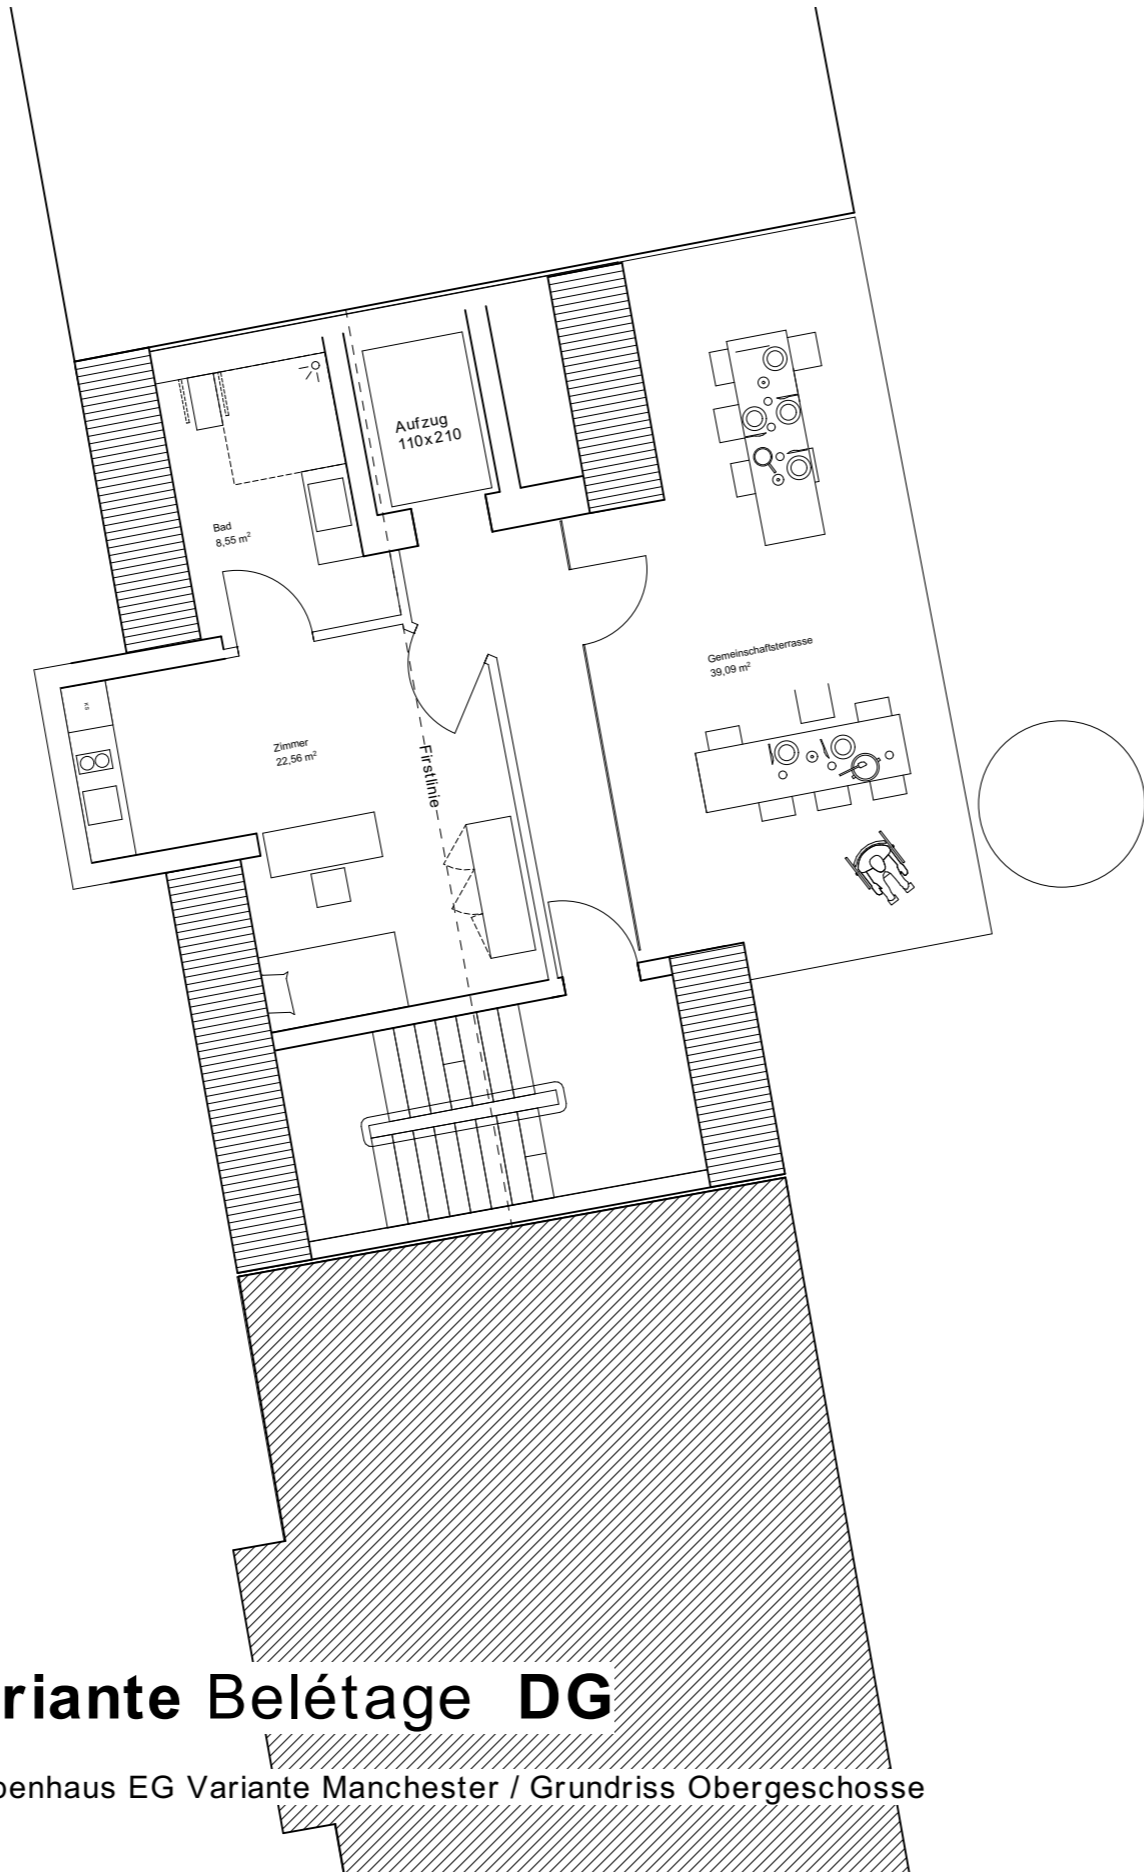 Aufzug
110x210
Bad
8,55 m²
Gemeinschaftsterrasse
39,09 m²
KS
Zimmer
22,56 m²
Firstlinie
riante Belétage DG
penhaus EG Variante Manchester / Grundriss Obergeschosse